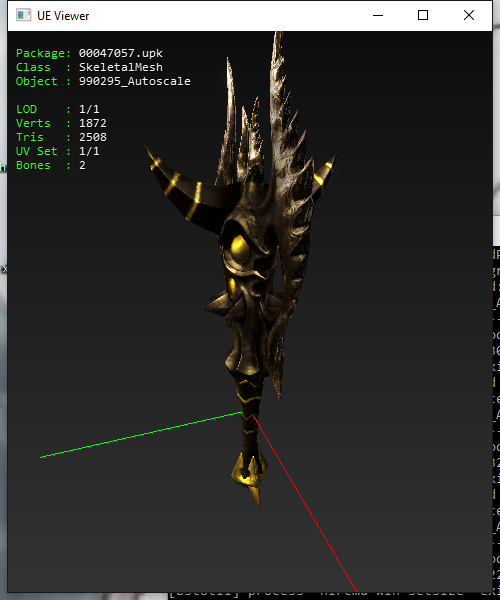 UE Viewer
Package: 00047057.upk
Class  : SkeletalMesh
Object : 990295_Autoscale
LOD    : 1/1
Verts  : 1872
Tris   : 2508
UV Set : 1/1
Bones  : 2